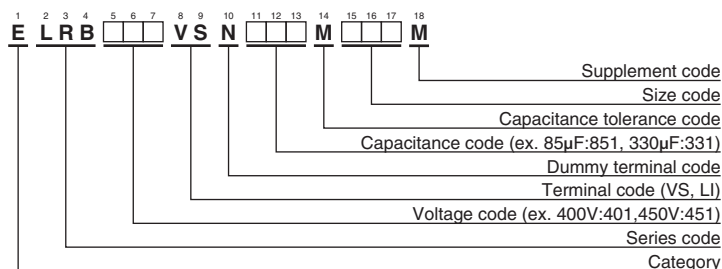 1 2 3 4 5 6 7 8 9 10 11 12 13 14 15 16 17 18
E L R B □□□ V S N □□□ M □□□ M
Supplement code
Size code
Capacitance tolerance code
Capacitance code (ex. 85µF:851, 330µF:331)
Dummy terminal code
Terminal code (VS, LI)
Voltage code (ex. 400V:401,450V:451)
Series code
Category